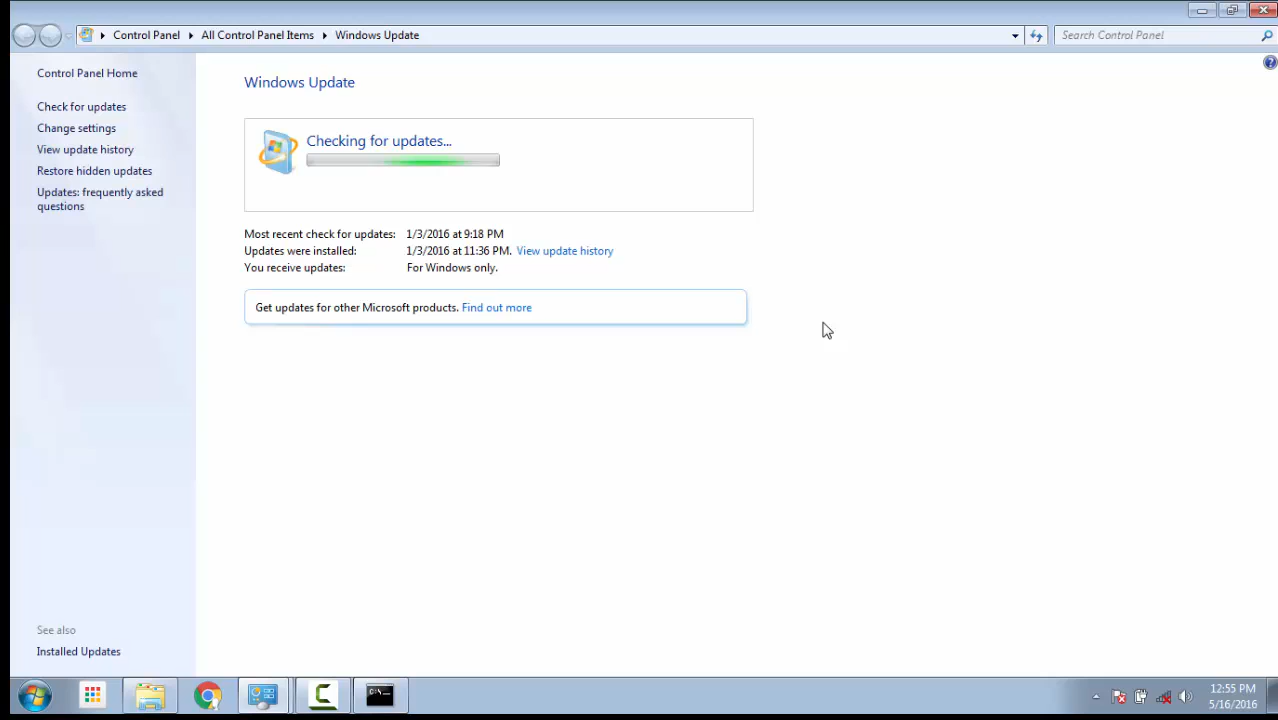 Control Panel All Control Panel Items Windows Update Search Control Panel
Control Panel Home
Check for updates
Change settings
View update history
Restore hidden updates
Updates: frequently asked
questions
Windows Update
Checking for updates...
Most recent check for updates: 1/3/2016 at 9:18 PM
Updates were installed: 1/3/2016 at 11:36 PM. View update history
You receive updates: For Windows only.
Get updates for other Microsoft products. Find out more
See also
Installed Updates
C:\
12:55 PM
5/16/2016